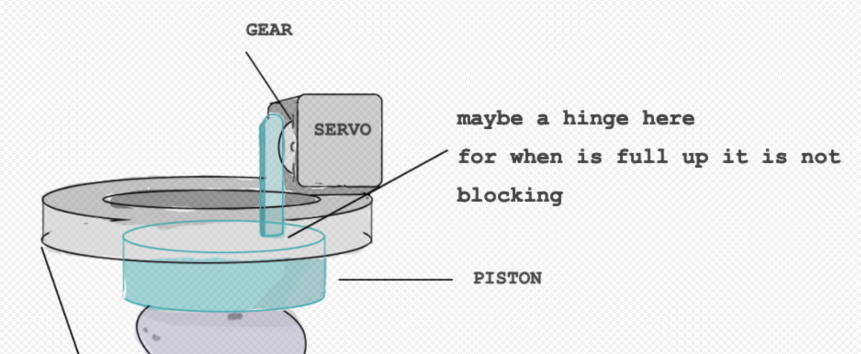 GEAR
SERVO
maybe a hinge here
for when is full up it is not
blocking
PISTON